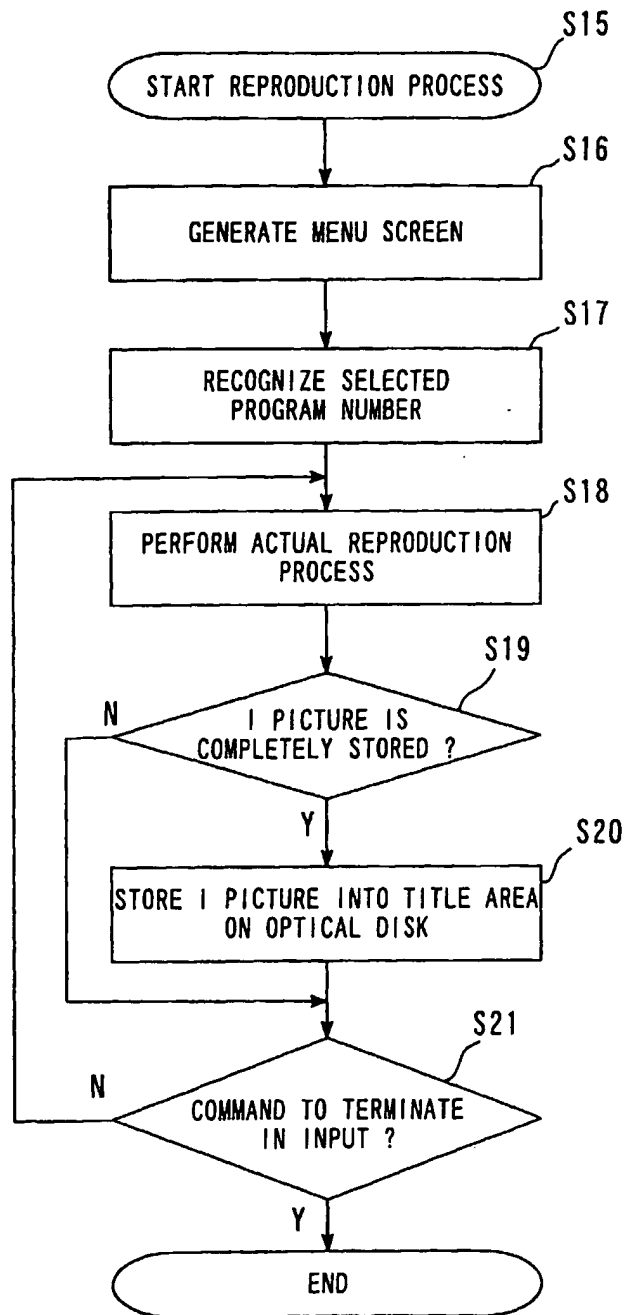 S15
START REPRODUCTION PROCESS
S16
GENERATE MENU SCREEN
S17
RECOGNIZE SELECTED
PROGRAM NUMBER
S18
PERFORM ACTUAL REPRODUCTION
PROCESS
S19
N
I PICTURE IS
COMPLETELY STORED ?
Y
S20
STORE I PICTURE INTO TITLE AREA
ON OPTICAL DISK
S21
N
COMMAND TO TERMINATE
IN INPUT ?
Y
END